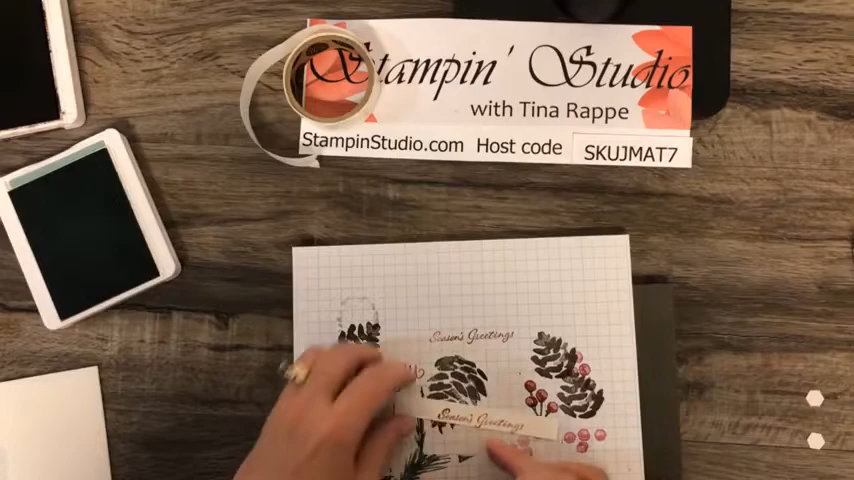 Stampin' Studio
with Tina Rappe
StampinStudio.com Host code SKUJMAT7
Season's Greetings
Season's Greetings